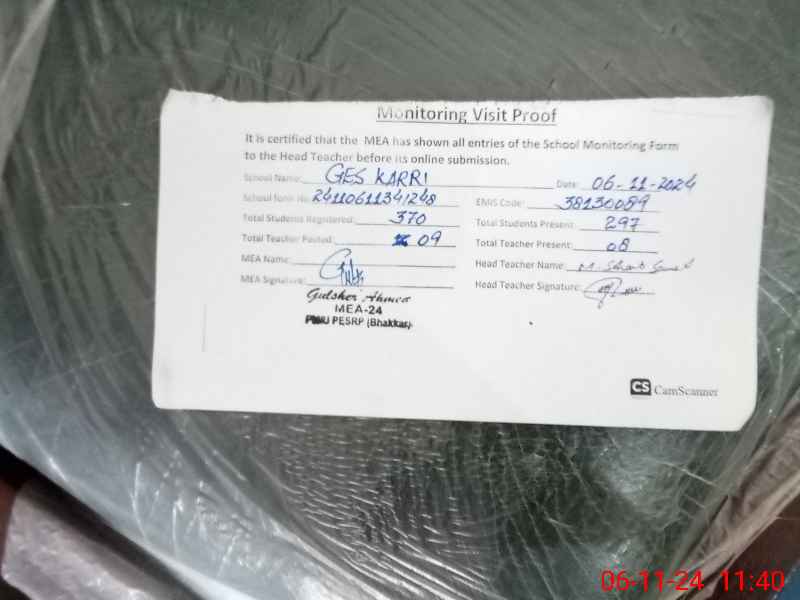 Monitoring Visit Proof
It is certified that the MEA has shown all entries of the School Monitoring Form
to the Head Teacher before its online submission.
School Name: GES KARRI Date: 06-11-2024
School form No. 24110611341248 EMIS Code: 38130089
Total Students Registered: 370 Total Students Present: 297
Total Teacher Posted: 09 Total Teacher Present: 08
MEA Name: Head Teacher Name: M.
MEA Signature: Head Teacher Signature:
Gulsher Ahmed
MEA-24
PMIU PESRP (Bhakkar)
CS CamScanner
06-11-24 11:40